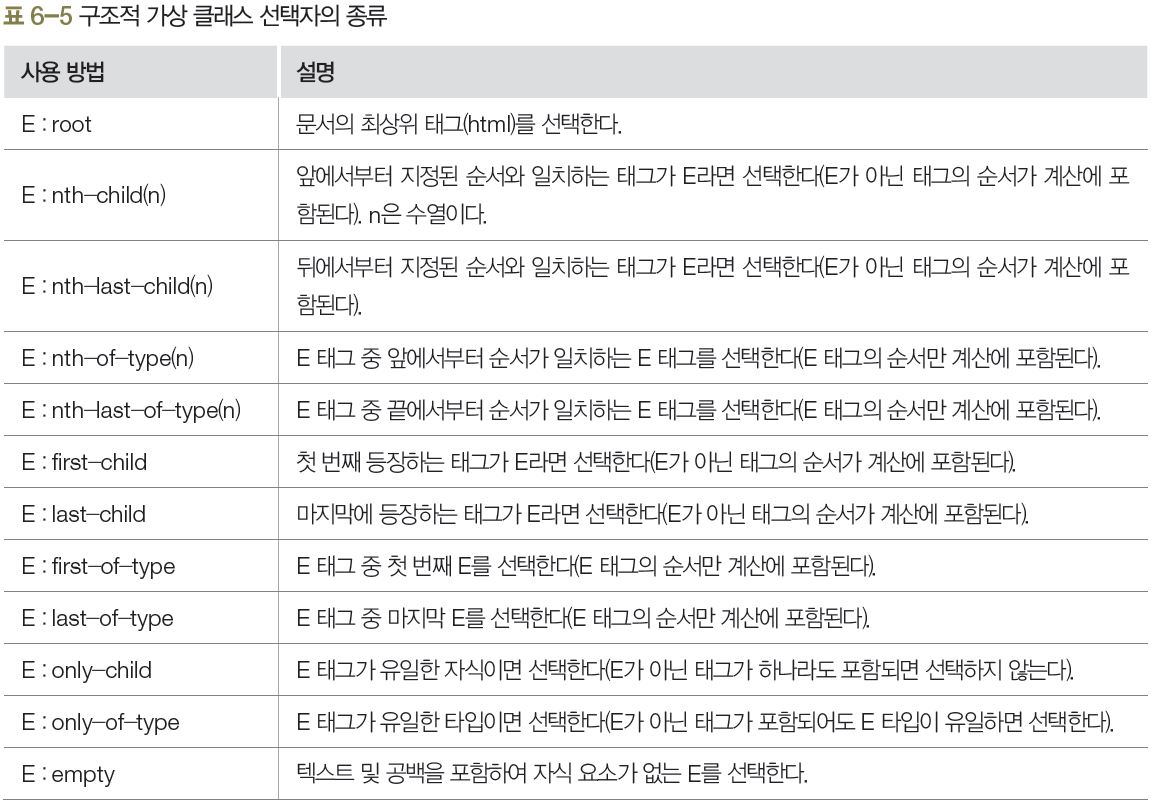 표 6-5 구조적 가상 클래스 선택자의 종류
사용 방법 설명
E : root 문서의 최상위 태그(html)를 선택한다.
E : nth-child(n) 앞에서부터 지정된 순서와 일치하는 태그가 E라면 선택한다(E가 아닌 태그의 순서가 계산에 포
함된다). n은 수열이다.
E : nth-last-child(n) 뒤에서부터 지정된 순서와 일치하는 태그가 E라면 선택한다(E가 아닌 태그의 순서가 계산에 포
함된다).
E : nth-of-type(n) E 태그 중 앞에서부터 순서가 일치하는 E 태그를 선택한다(E 태그의 순서만 계산에 포함된다).
E : nth-last-of-type(n) E 태그 중 끝에서부터 순서가 일치하는 E 태그를 선택한다(E 태그의 순서만 계산에 포함된다).
E : first-child 첫 번째 등장하는 태그가 E라면 선택한다(E가 아닌 태그의 순서가 계산에 포함된다).
E : last-child 마지막에 등장하는 태그가 E라면 선택한다(E가 아닌 태그의 순서가 계산에 포함된다).
E : first-of-type E 태그 중 첫 번째 E를 선택한다(E 태그의 순서만 계산에 포함된다).
E : last-of-type E 태그 중 마지막 E를 선택한다(E 태그의 순서만 계산에 포함된다).
E : only-child E 태그가 유일한 자식이면 선택한다(E가 아닌 태그가 하나라도 포함되면 선택하지 않는다).
E : only-of-type E 태그가 유일한 타입이면 선택한다(E가 아닌 태그가 포함되어도 E 타입이 유일하면 선택한다).
E : empty 텍스트 및 공백을 포함하여 자식 요소가 없는 E를 선택한다.